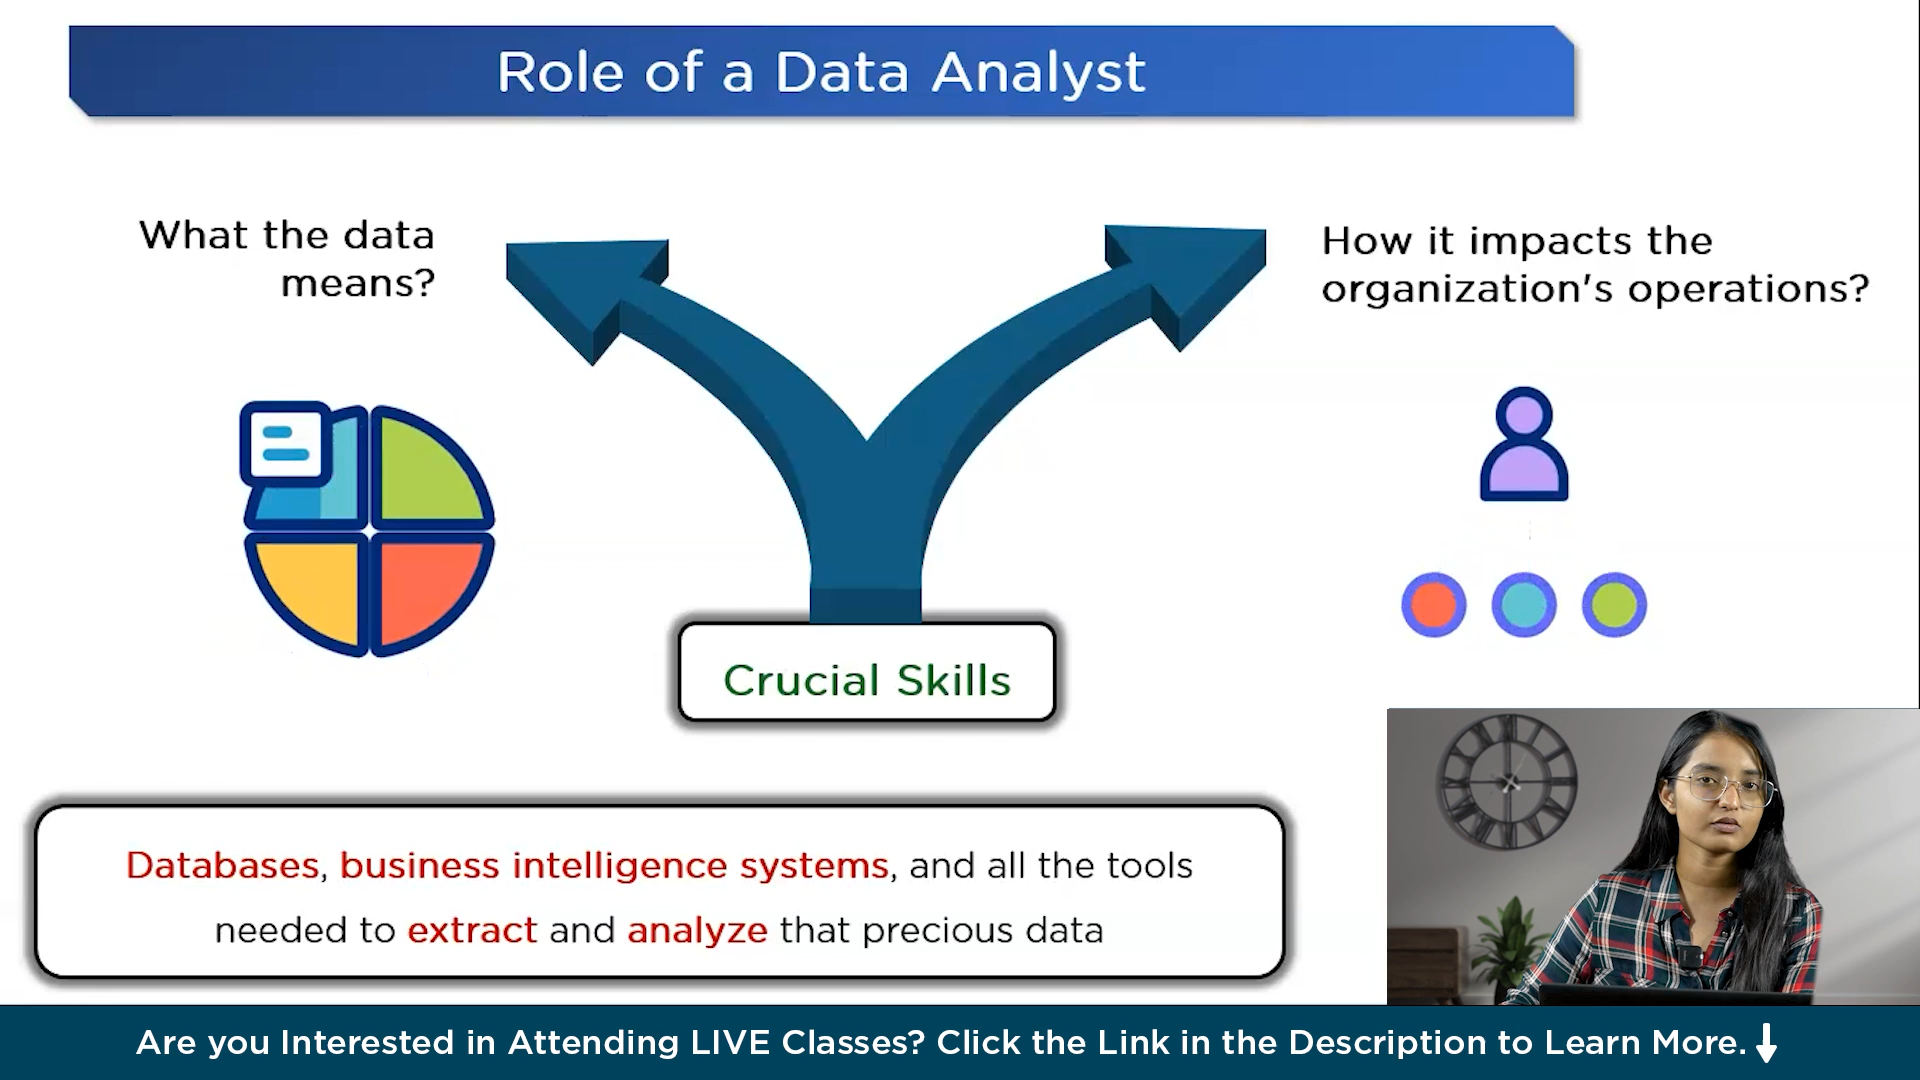 Role of a Data Analyst
What the data
means?
How it impacts the
organization's operations?
Crucial Skills
Databases, business intelligence systems, and all the tools
needed to extract and analyze that precious data
Are you Interested in Attending LIVE Classes? Click the Link in the Description to Learn More.